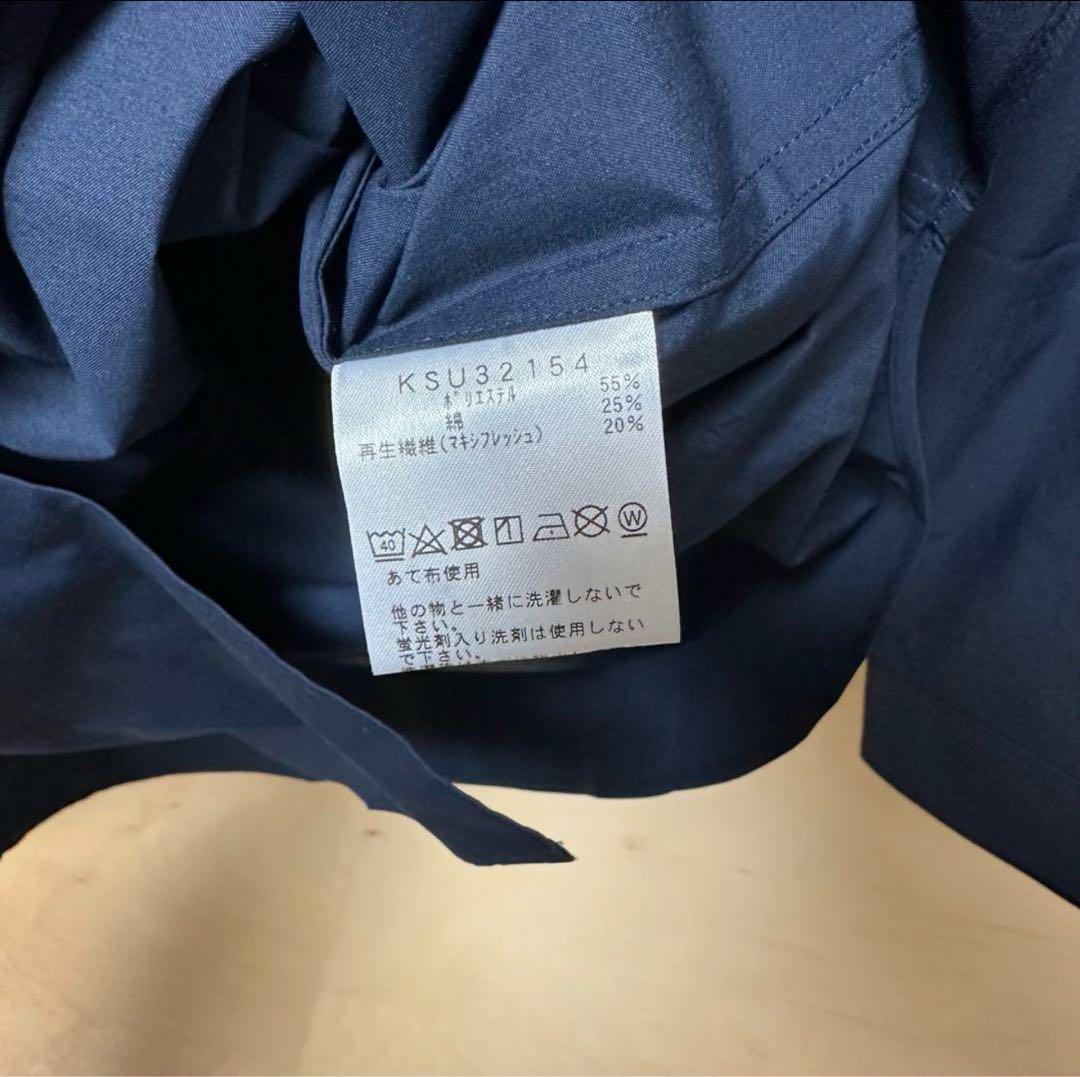 KSU32154
ポリエステル 55%
綿 25%
再生繊維(マキシフレッシュ) 20%
40 W
あて布使用
他の物と一緒に洗濯しないで
下さい。
蛍光剤入り洗剤は使用しない
で下さい。